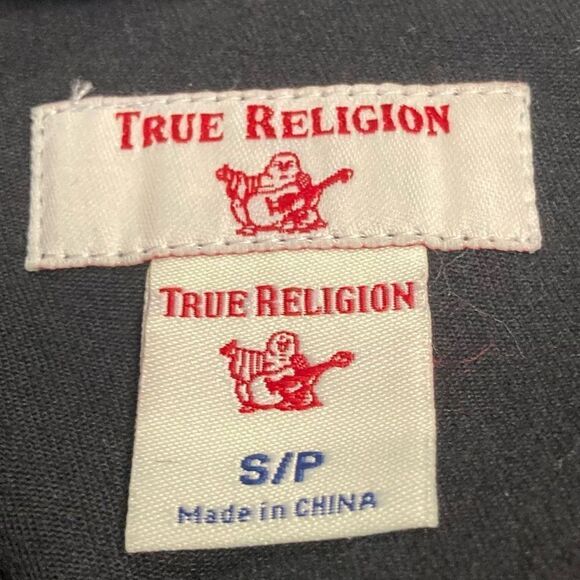 TRUE RELIGION
TRUE RELIGION
S/P
Made in CHINA